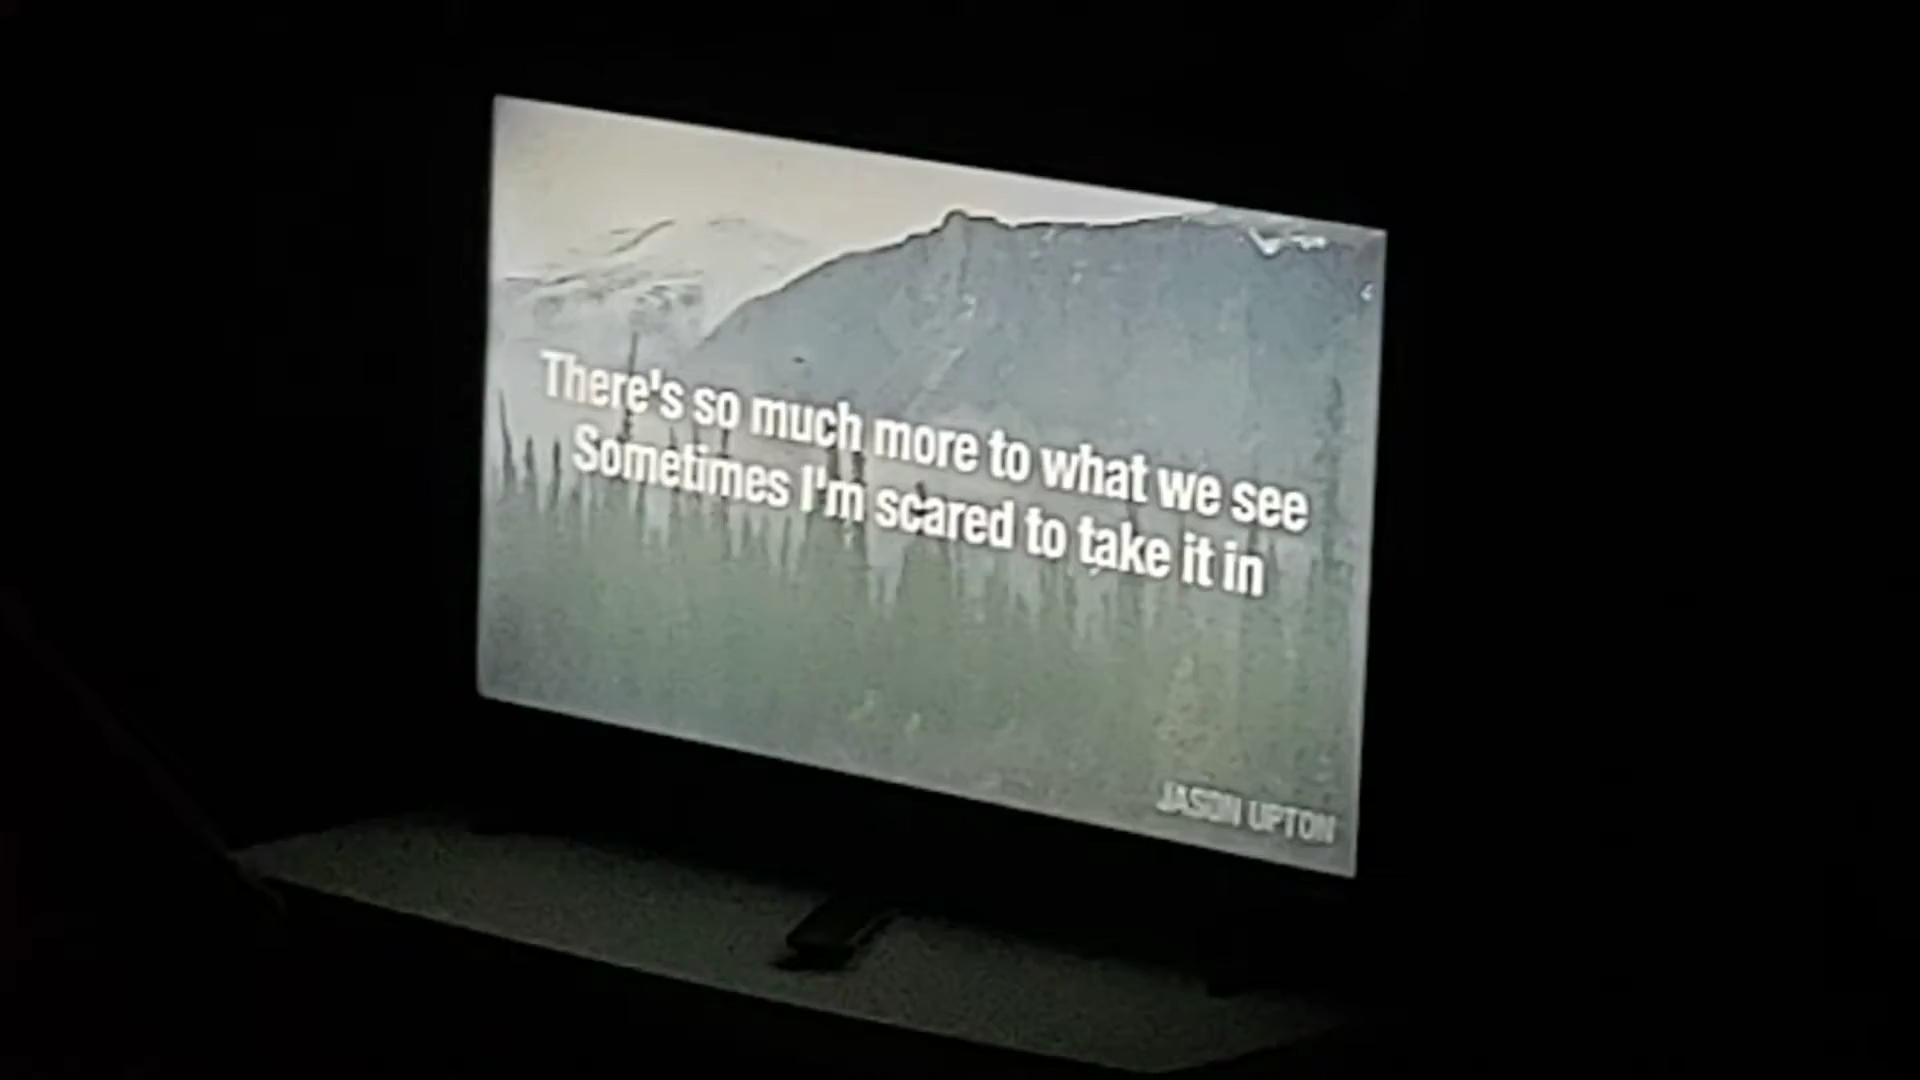 There's so much more to what we see
Sometimes I'm scared to take it in
JASON UPTON